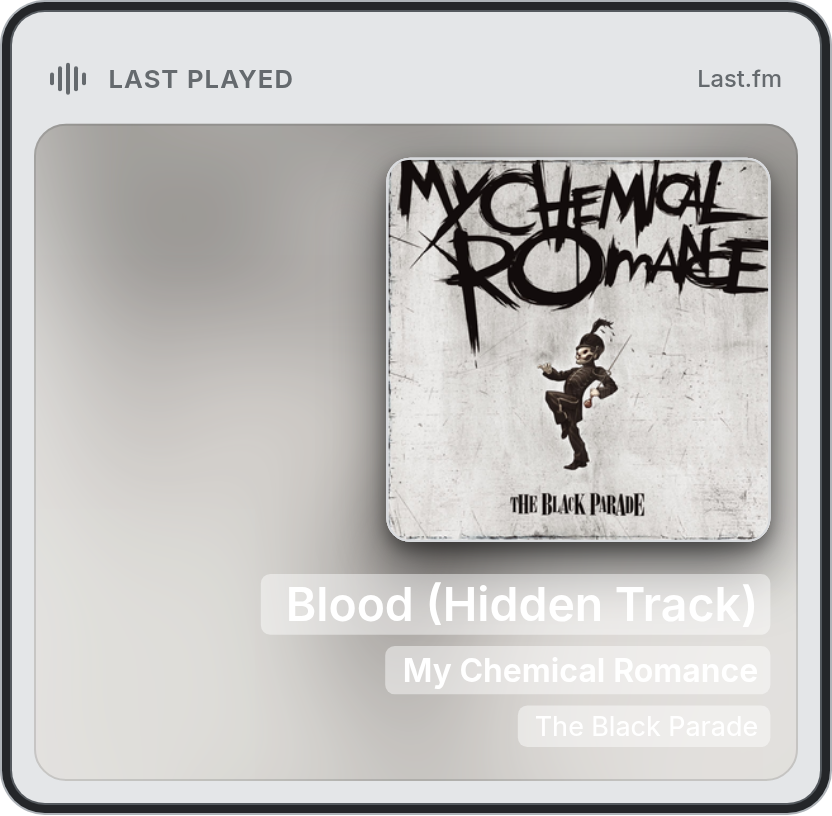 LAST PLAYED
Last.fm
MY CHEMICAL
ROMANCE
THE BLACK PARADE
Blood (Hidden Track)
My Chemical Romance
The Black Parade